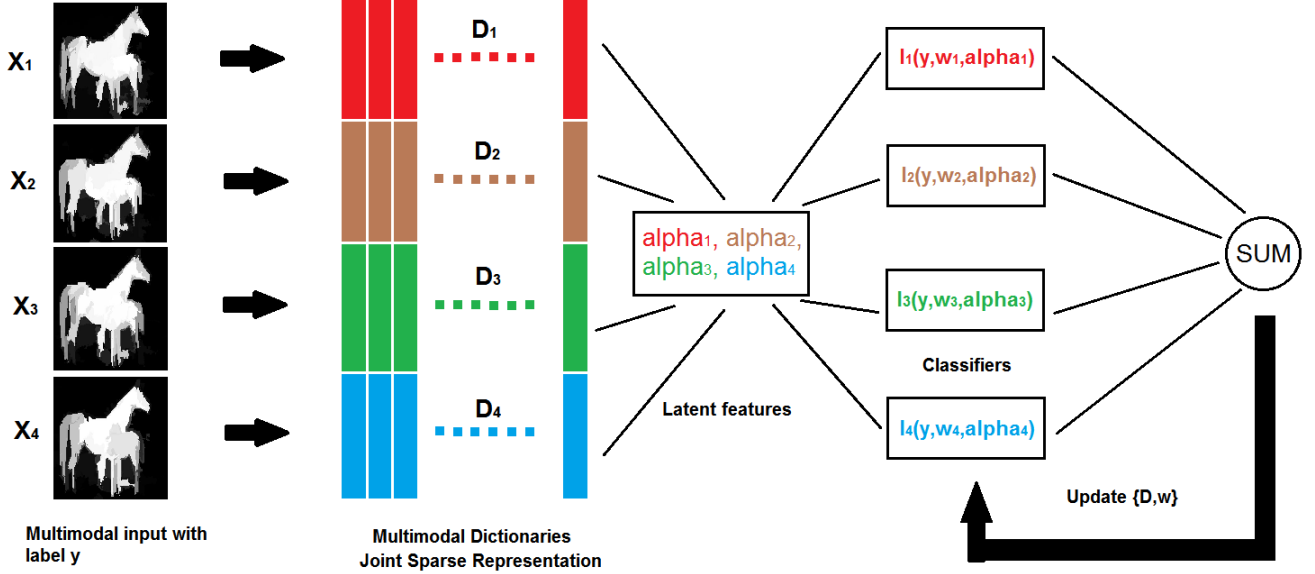 X1
X2
X3
X4
Multimodal input with
label y
D1
D2
D3
D4
Multimodal Dictionaries
Joint Sparse Representation
alpha1, alpha2,
alpha3, alpha4
Latent features
l1(y,w1,alpha1)
l2(y,w2,alpha2)
l3(y,w3,alpha3)
Classifiers
l4(y,w4,alpha4)
SUM
Update {D,w}